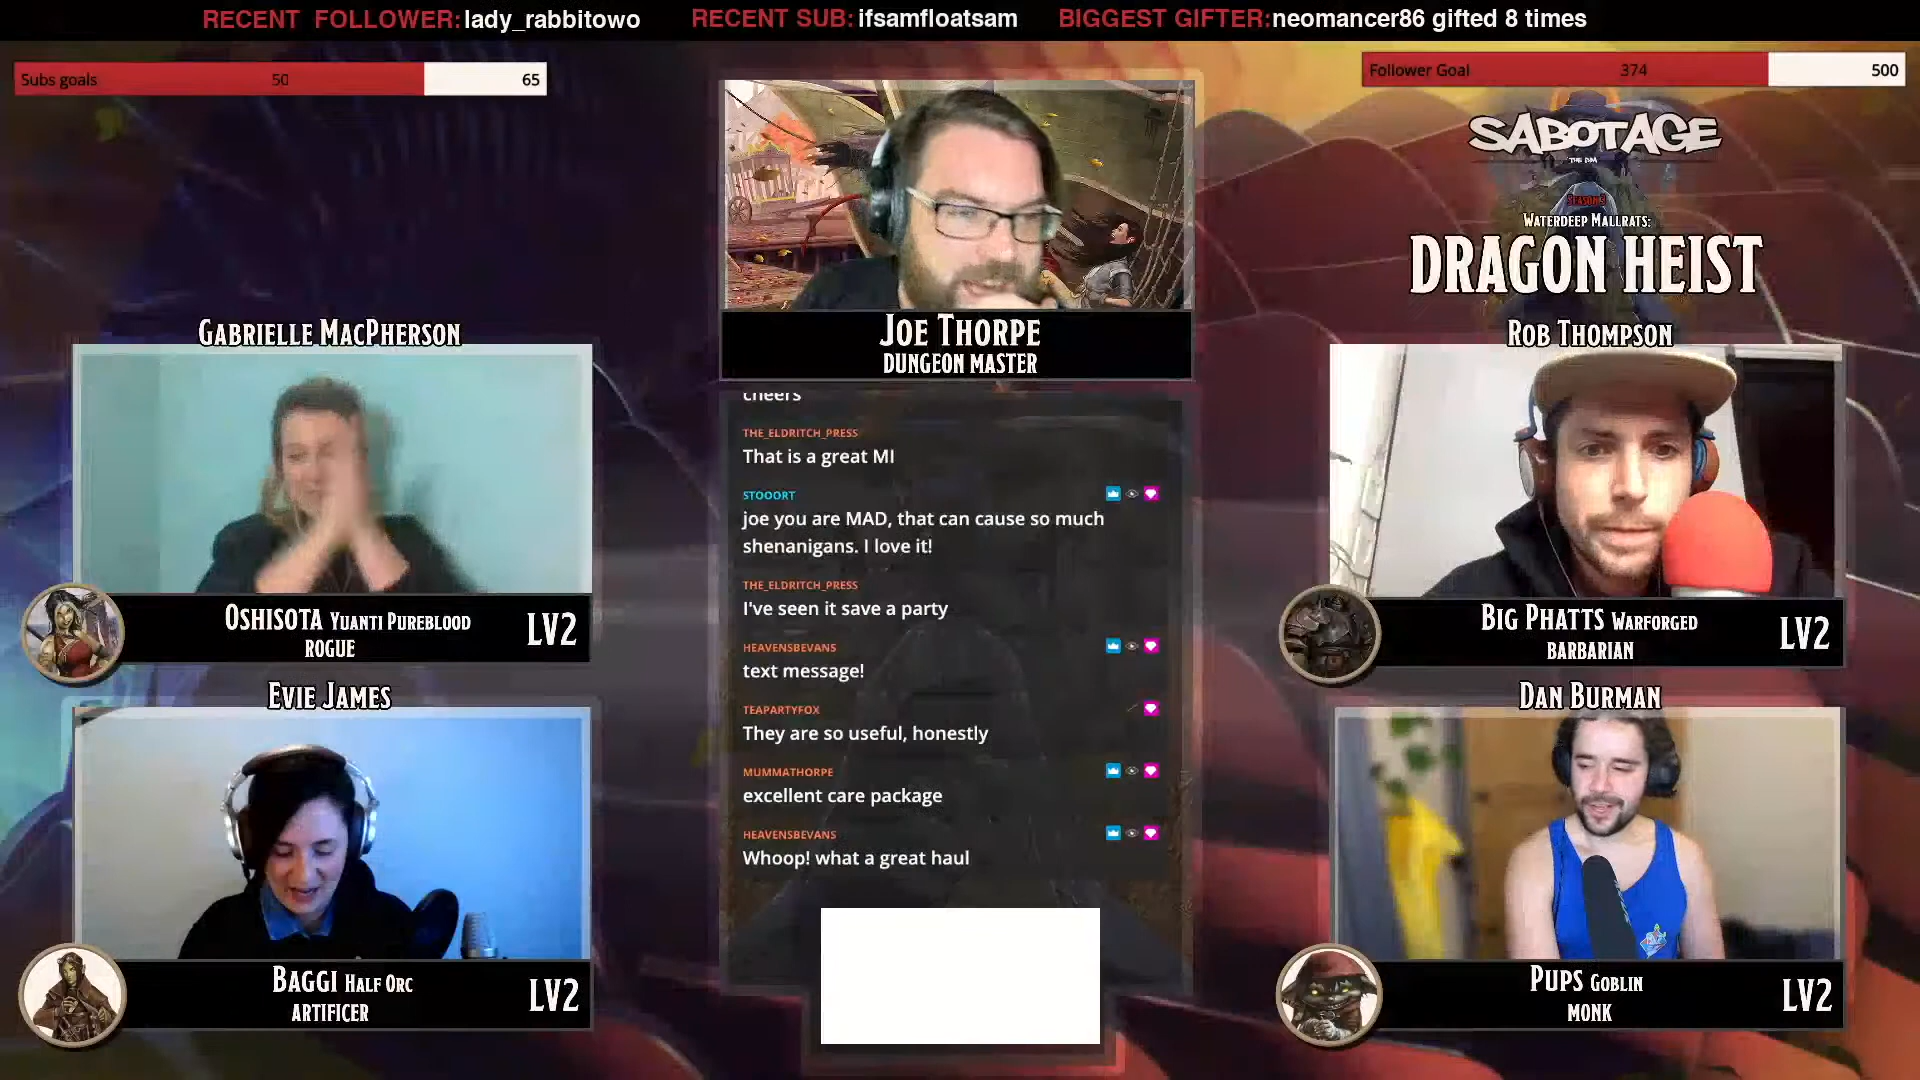 RECENT FOLLOWER: lady_rabbitowo
RECENT SUB: ifsamfloatsam
BIGGEST GIFTER: neomancer86 gifted 8 times
Subs goals 50 65
Follower Goal 374 500
SABOTAGE
THE DM
SEASON
WATERDEEP MALLRATS:
DRAGON HEIST
JOE THORPE
DUNGEON MASTER
GABRIELLE MACPHERSON
OSHISOTA YUANTI PUREBLOOD
ROGUE
LV2
EVIE JAMES
BAGGI HALF ORC
ARTIFICER
LV2
cheers
THE_ELDRITCH_PRESS
That is a great MI
STOOORT
joe you are MAD, that can cause so much
shenanigans. I love it!
THE_ELDRITCH_PRESS
I've seen it save a party
HEAVENSBEVANS
text message!
TEAPARTYFOX
They are so useful, honestly
MUMMATHORPE
excellent care package
HEAVENSBEVANS
Whoop! what a great haul
ROB THOMPSON
BIG PHATTS WARFORGED
BARBARIAN
LV2
DAN BURMAN
PUPS GOBLIN
MONK
LV2